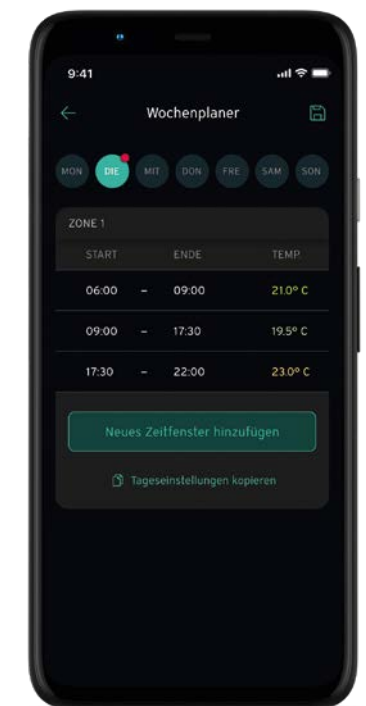 9:41
Wochenplaner
MON DIE MIT DON FRE SAM SON
ZONE 1
START ENDE TEMP.
06:00 – 09:00 21.0° C
09:00 – 17:30 19.5° C
17:30 – 22:00 23.0° C
Neues Zeitfenster hinzufügen
Tageseinstellungen kopieren